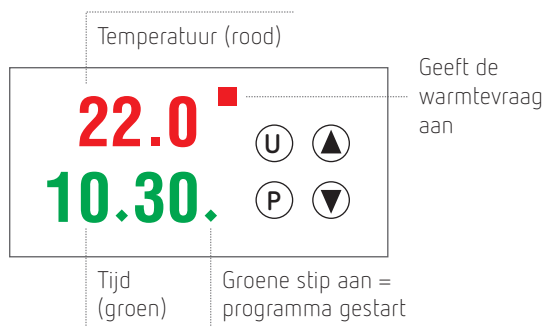 Temperatuur (rood)
Geeft de
warmtevraag
aan
22.0
U
10.30.
P
Tijd
(groen)
Groene stip aan =
programma gestart